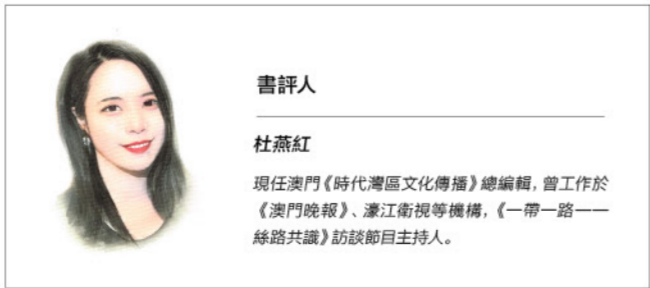 書評人
杜燕紅
現任澳門《時代灣區文化傳播》總編輯，曾工作於
《澳門晚報》、濠江衛視等機構，《一帶一路一一
絲路共識》訪談節目主持人。